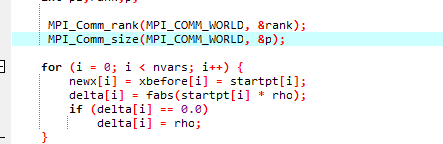 MPI_Comm_rank(MPI_COMM_WORLD, &rank);
MPI_Comm_size(MPI_COMM_WORLD, &p);
for (i = 0; i < nvars; i++) {
newx[i] = xbefore[i] = startpt[i];
delta[i] = fabs(startpt[i] * rho);
if (delta[i] == 0.0)
delta[i] = rho;
}